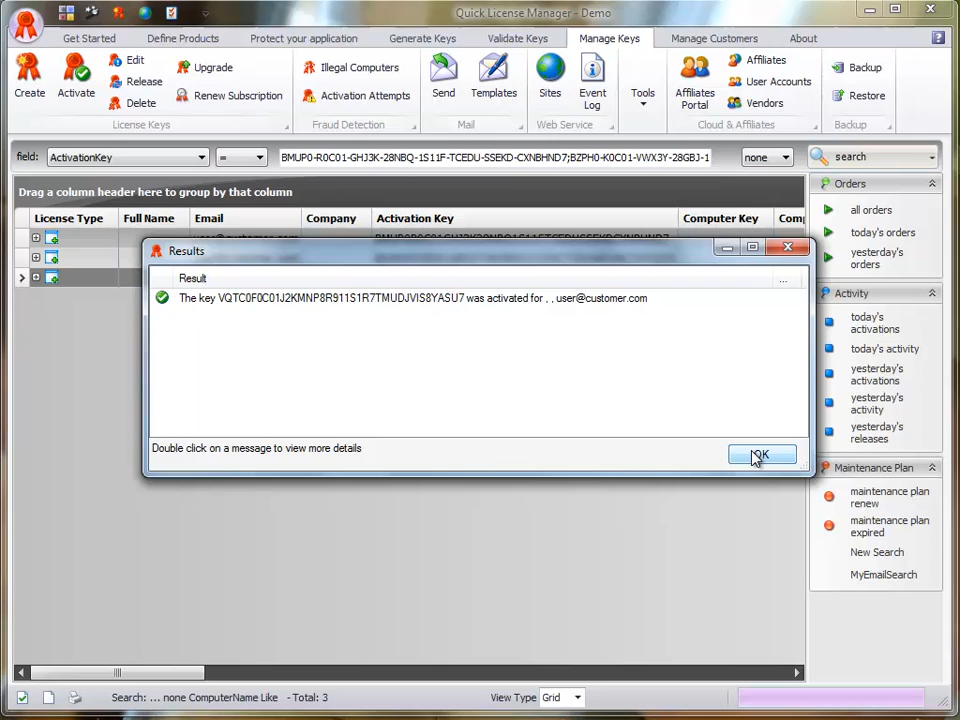 Quick License Manager - Demo
Get Started Define Products Protect your application Generate Keys Validate Keys Manage Keys Manage Customers About
Create Activate Edit Release Delete Upgrade Renew Subscription
License Keys
Illegal Computers
Activation Attempts
Fraud Detection
Send Templates
Mail
Sites Event Log
Web Service
Tools
Affiliates Portal Affiliates User Accounts Vendors
Cloud & Affiliates
Backup
Restore
Backup
field: ActivationKey = BMUP0-R0C01-GHJ3K-28NBQ-1S11F-TCEDU-SSEKD-CXNBHND7;BZPH0-K0C01-VWX3Y-28GBJ-1 none search
Drag a column header here to group by that column
License Type Full Name Email Company Activation Key Computer Key Comp
Results
Result ...
The key VQTC0F0C01J2KMNP8R911S1R7TMUDJVIS8YASU7 was activated for , , user@customer.com
Double click on a message to view more details
OK
Orders
all orders
today's orders
yesterday's
orders
Activity
today's
activations
today's activity
yesterday's
activations
yesterday's
activity
yesterday's
releases
Maintenance Plan
maintenance plan
renew
maintenance plan
expired
New Search
MyEmailSearch
Search: ... none ComputerName Like - Total: 3 View Type Grid